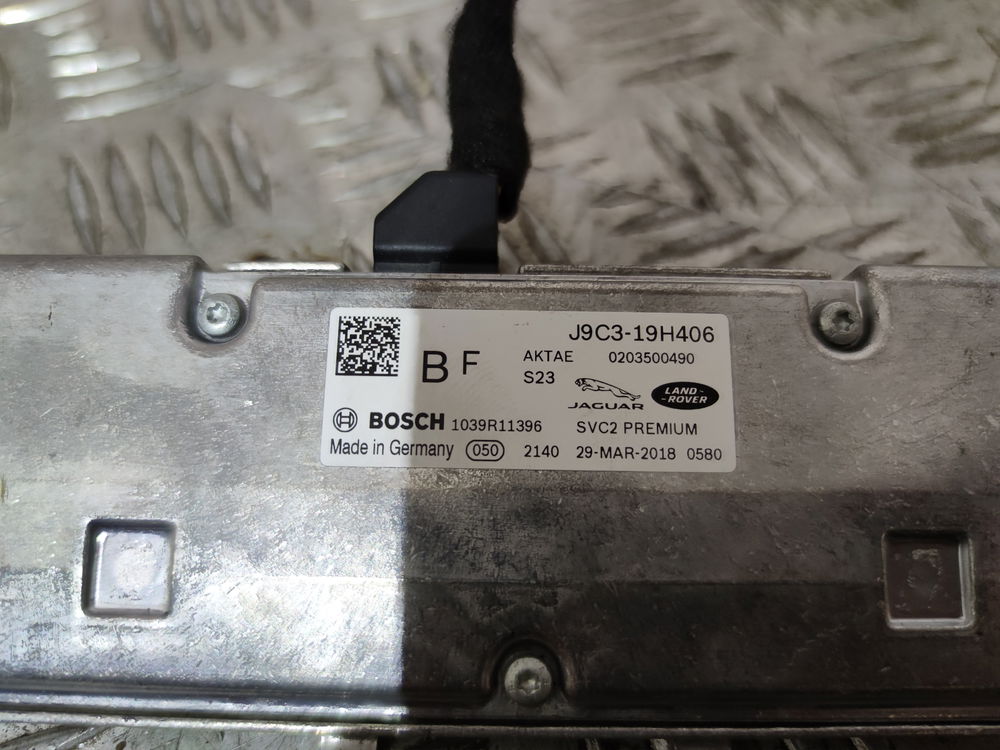 J9C3-19H406
BF AKTAE 0203500490
S23
JAGUAR LAND-ROVER
BOSCH 1039R11396 SVC2 PREMIUM
Made in Germany 050 2140 29-MAR-2018 0580